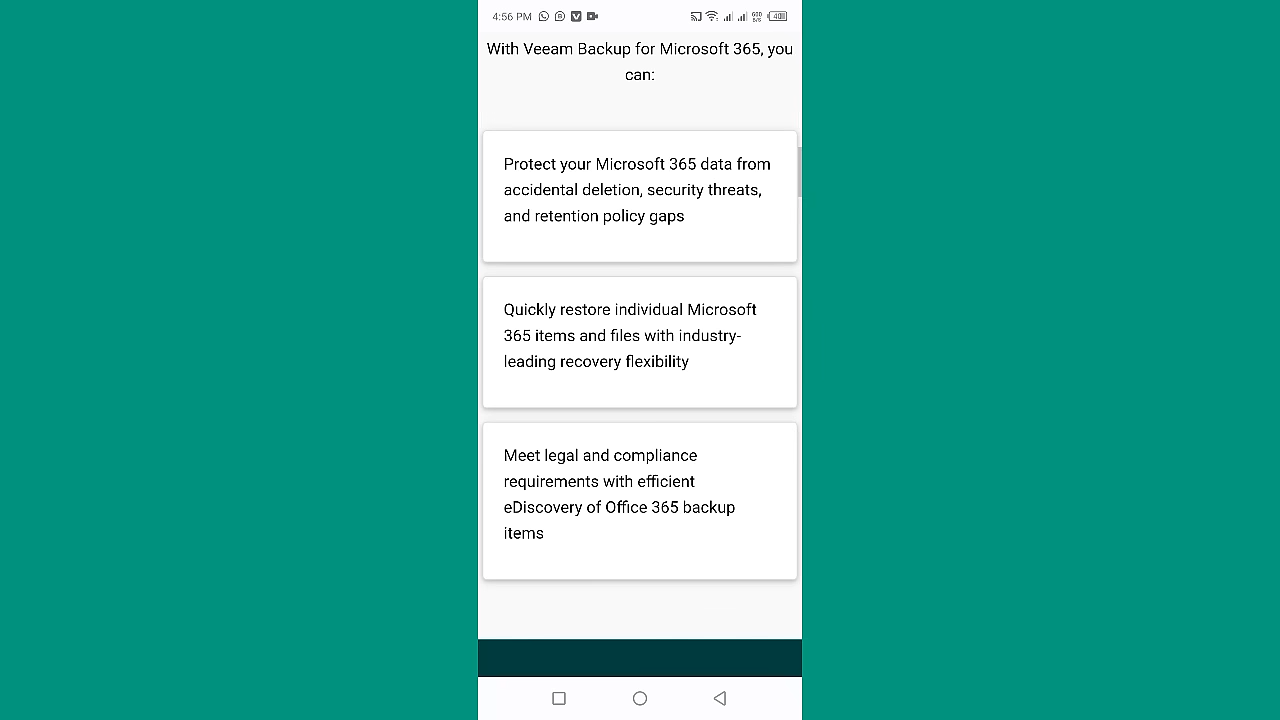 4:56 PM
With Veeam Backup for Microsoft 365, you
can:
Protect your Microsoft 365 data from
accidental deletion, security threats,
and retention policy gaps
Quickly restore individual Microsoft
365 items and files with industry-
leading recovery flexibility
Meet legal and compliance
requirements with efficient
eDiscovery of Office 365 backup
items